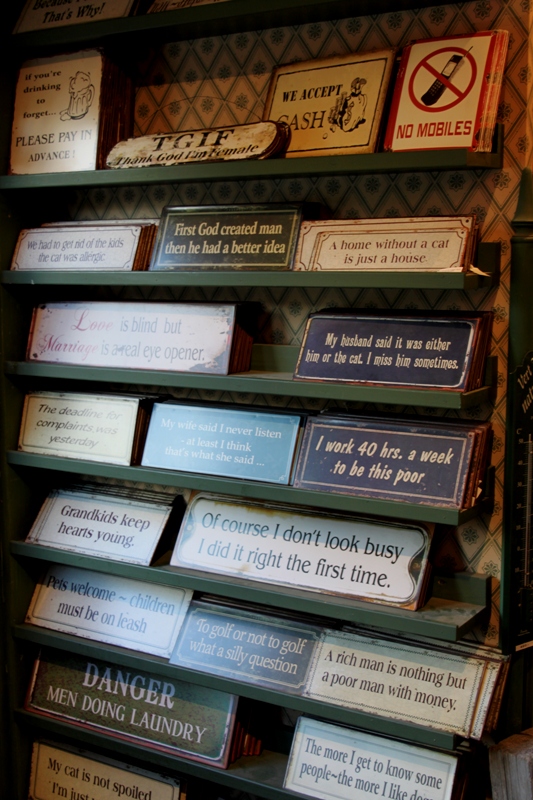 Because
That's Why!
if you're
drinking
to
forget...
PLEASE PAY IN
ADVANCE!
TGIF
Thank God I'm Female
WE ACCEPT
CASH
NO MOBILES
We had to get rid of the kids
the cat was allergic.
First God created man
then he had a better idea
A home without a cat
is just a house.
Love is blind but
Marriage is a real eye opener.
My husband said it was either
him or the cat. I miss him sometimes.
The deadline for
complaints was
yesterday
My wife said I never listen
- at least I think
that's what she said ...
I work 40 hrs. a week
to be this poor
Grandkids keep
hearts young.
Of course I don't look busy
I did it right the first time.
Pets welcome ~ children
must be on leash
To golf or not to golf
what a silly question
A rich man is nothing but
a poor man with money.
DANGER
MEN DOING LAUNDRY
The more I get to know some
people~the more I like
My cat is not spoiled
I'm just